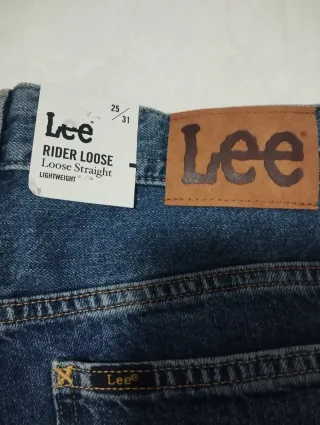 25/31
Lee®
RIDER LOOSE
Loose Straight
LIGHTWEIGHT
Lee®
Lee®